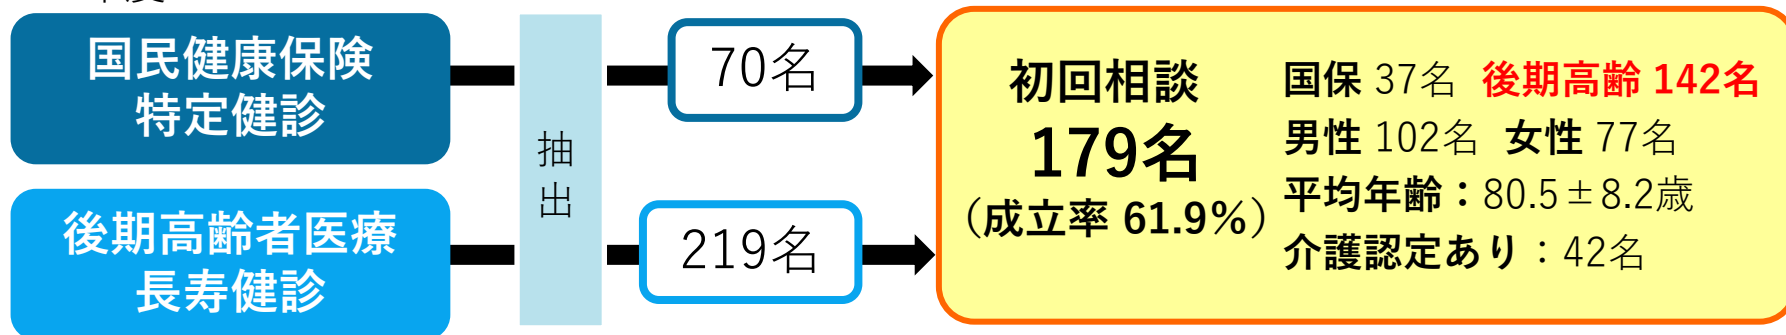 国民健康保険
特定健診
後期高齢者医療
長寿健診
抽
出
70名
219名
初回相談
179名
（成立率 61.9%）
国保 37名 後期高齢 142名
男性 102名 女性 77名
平均年齢：80.5±8.2歳
介護認定あり：42名